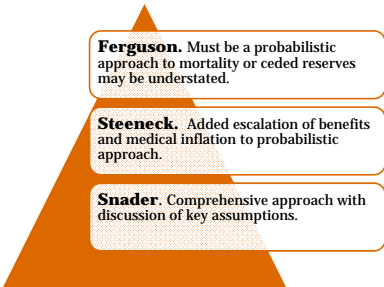 Ferguson. Must be a probabilistic
approach to mortality or ceded reserves
may be understated.
Steeneck. Added escalation of benefits
and medical inflation to probabilistic
approach.
Snader. Comprehensive approach with
discussion of key assumptions.